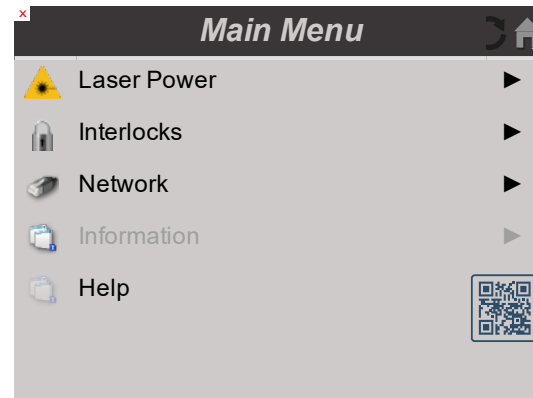 Main Menu
Laser Power
Interlocks
Network
Information
Help